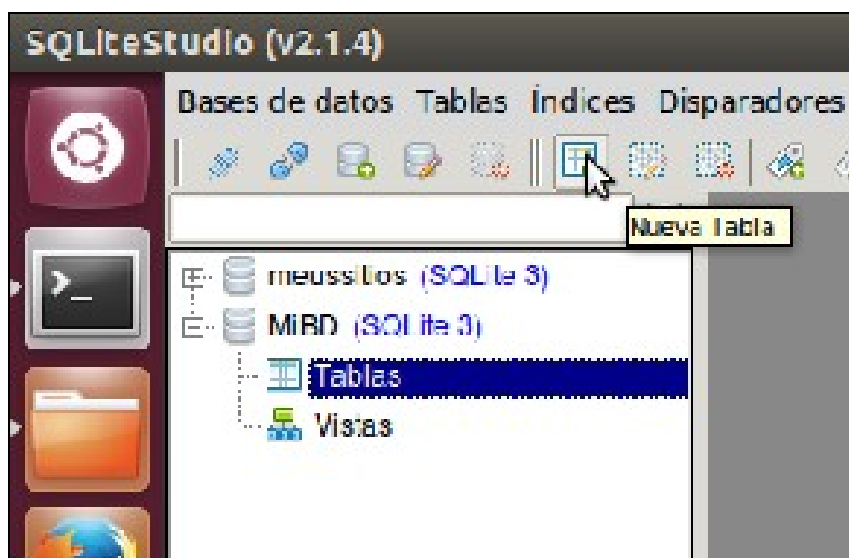 SQLiteStudio (v2.1.4)
Bases de datos Tablas Índices Disparadores
Nueva Tabla
meussitios (SQLite 3)
MiBD (SQLite 3)
Tablas
Vistas